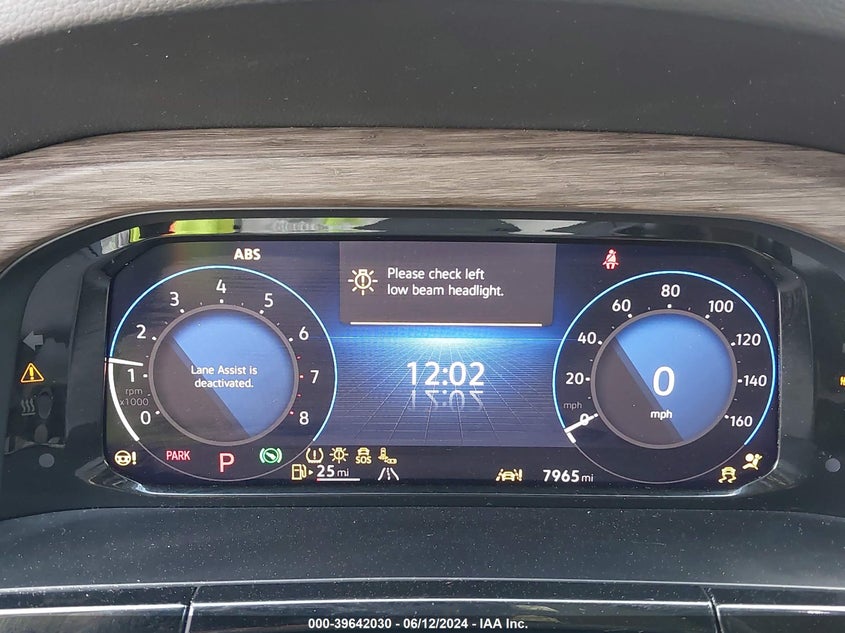 ABS
Please check left
low beam headlight.
0
1
2
3
4
5
6
7
8
rpm
x1000
Lane Assist is
deactivated.
12:02
0
20
40
60
80
100
120
140
160
mph
0
mph
PARK
P
SOS
25 mi
7965 mi
000-39642030 - 06/12/2024 - IAA Inc.